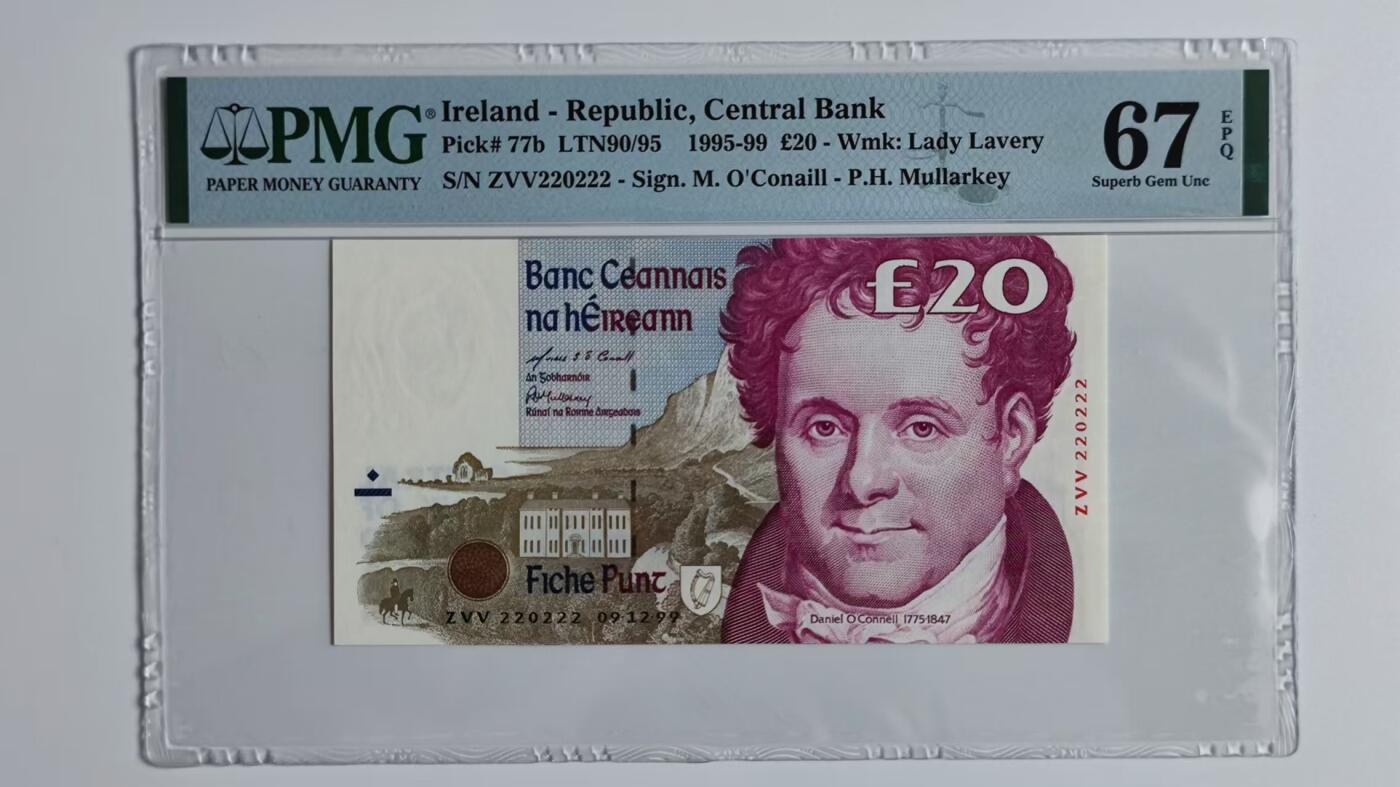 PMG®
PAPER MONEY GUARANTY
Ireland - Republic, Central Bank
Pick# 77b LTN90/95 1995-99 £20 - Wmk: Lady Lavery
S/N ZVV220222 - Sign. M. O'Conaill - P.H. Mullarkey
67
EPQ
Superb Gem Unc
Banc Ceannais
na hÉireann
An Gobharnóir
Rúnaí na Roinne Airgeadais
£20
ZVV 220222
Fiche Punt
ZVV 220222 09·12·99
Daniel O'Connell 1775-1847